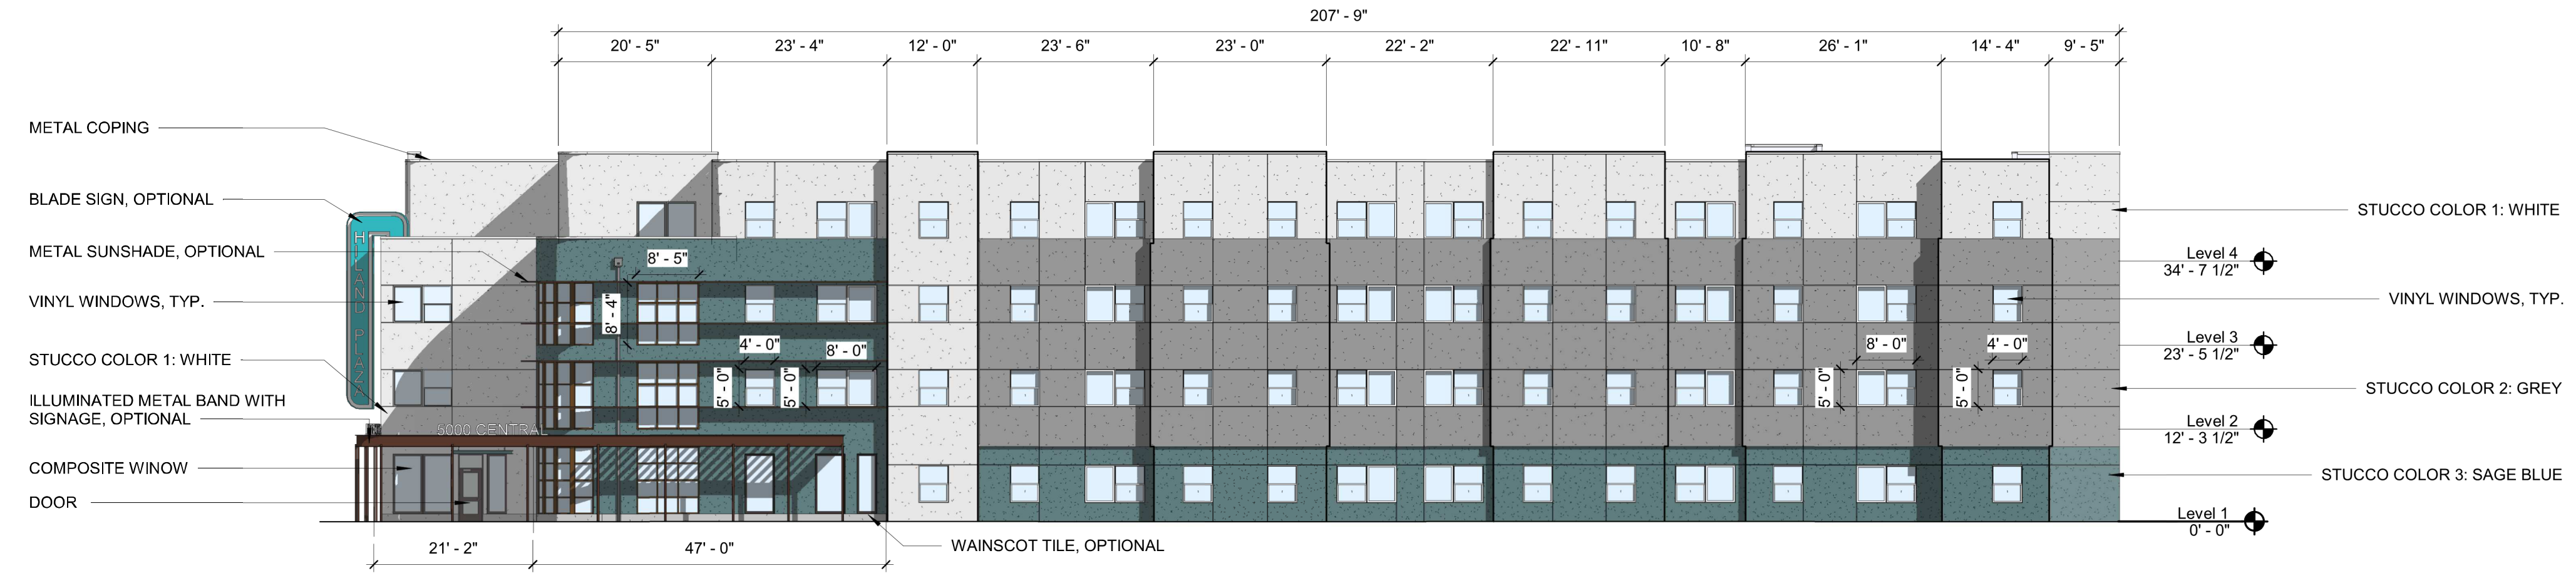 207' - 9"
20' - 5"
23' - 4"
12' - 0"
23' - 6"
23' - 0"
22' - 2"
22' - 11"
10' - 8"
26' - 1"
14' - 4"
9' - 5"
METAL COPING
BLADE SIGN, OPTIONAL
METAL SUNSHADE, OPTIONAL
VINYL WINDOWS, TYP.
STUCCO COLOR 1: WHITE
ILLUMINATED METAL BAND WITH
SIGNAGE, OPTIONAL
COMPOSITE WINOW
DOOR
H
LAND PLAZ
5000 CENTRAL
8' - 5"
8' - 4"
4' - 0"
8' - 0"
5' - 0"
5' - 0"
8' - 0"
4' - 0"
5' - 0"
5' - 0"
STUCCO COLOR 1: WHITE
Level 4
34' - 7 1/2"
VINYL WINDOWS, TYP.
Level 3
23' - 5 1/2"
STUCCO COLOR 2: GREY
Level 2
12' - 3 1/2"
STUCCO COLOR 3: SAGE BLUE
Level 1
0' - 0"
21' - 2"
47' - 0"
WAINSCOT TILE, OPTIONAL